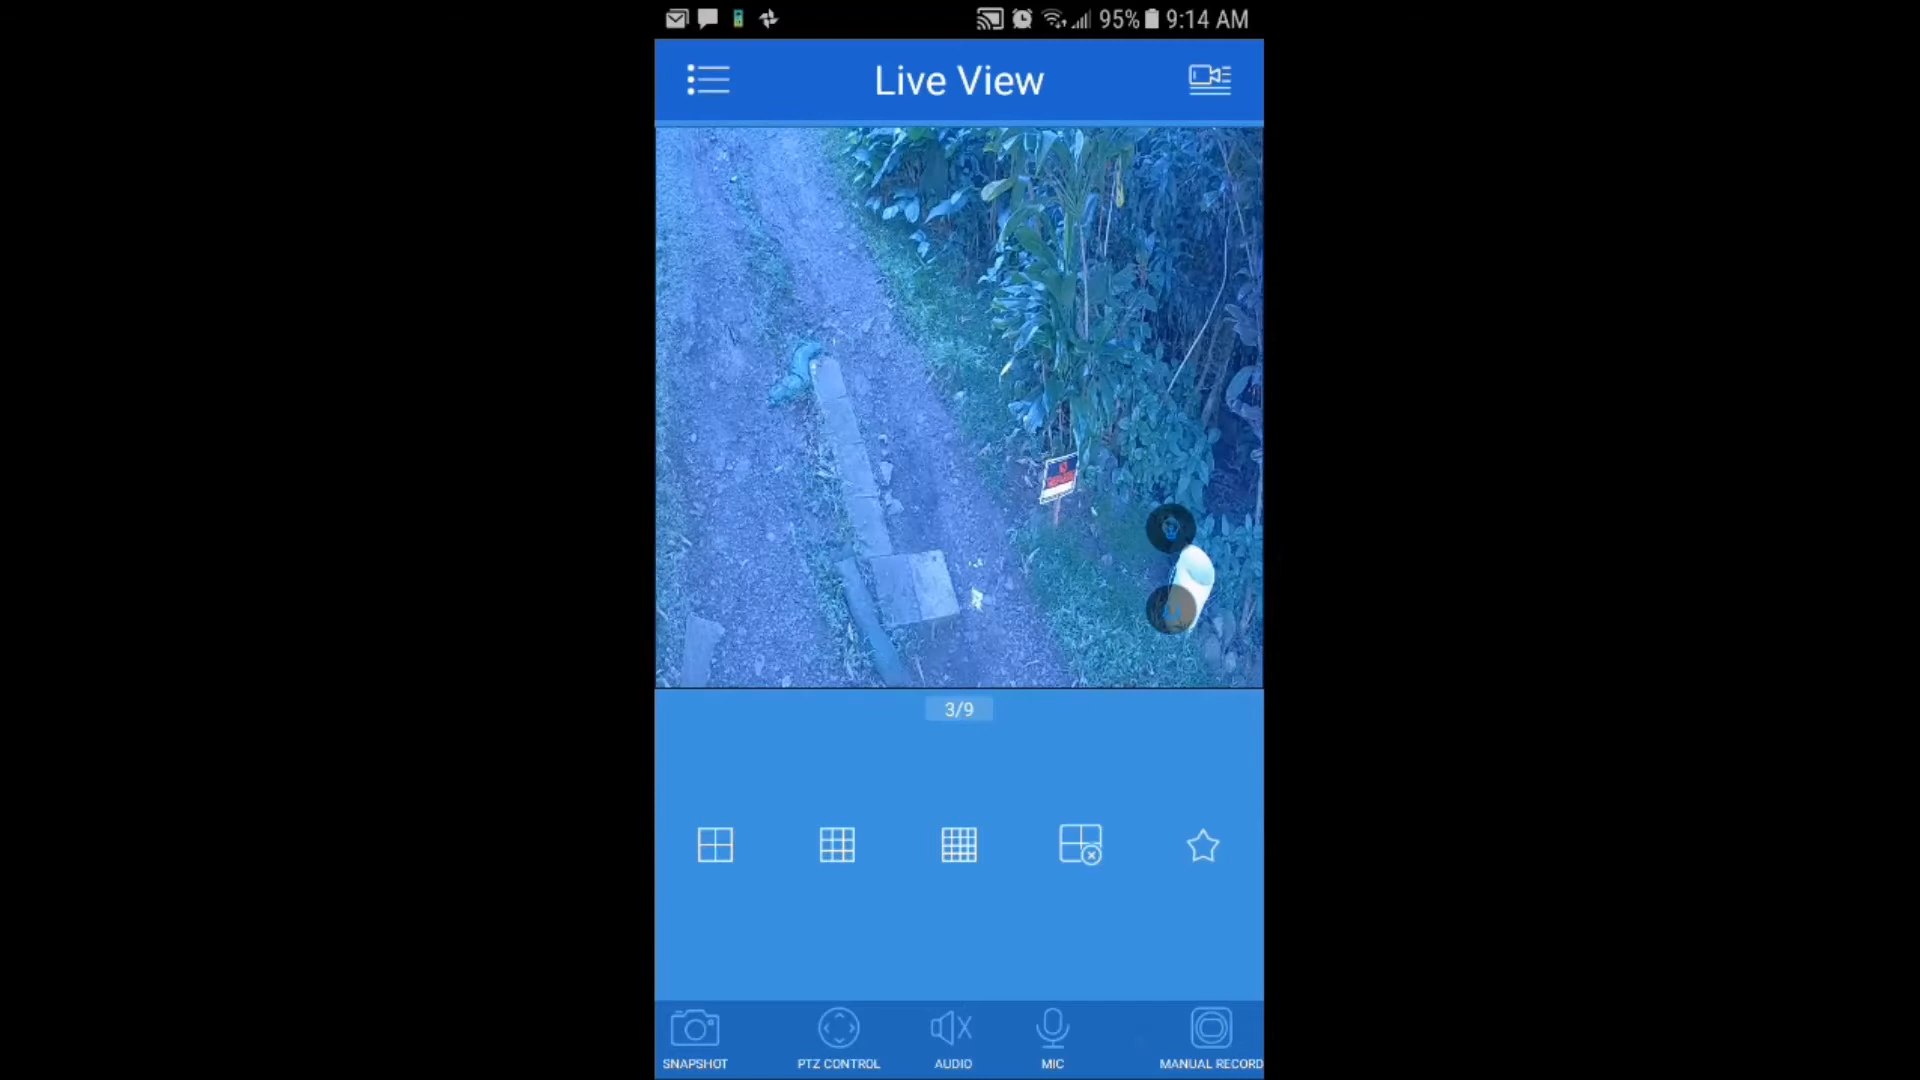 95% 9:14 AM
Live View
3/9
SNAPSHOT PTZ CONTROL AUDIO MIC MANUAL RECORD